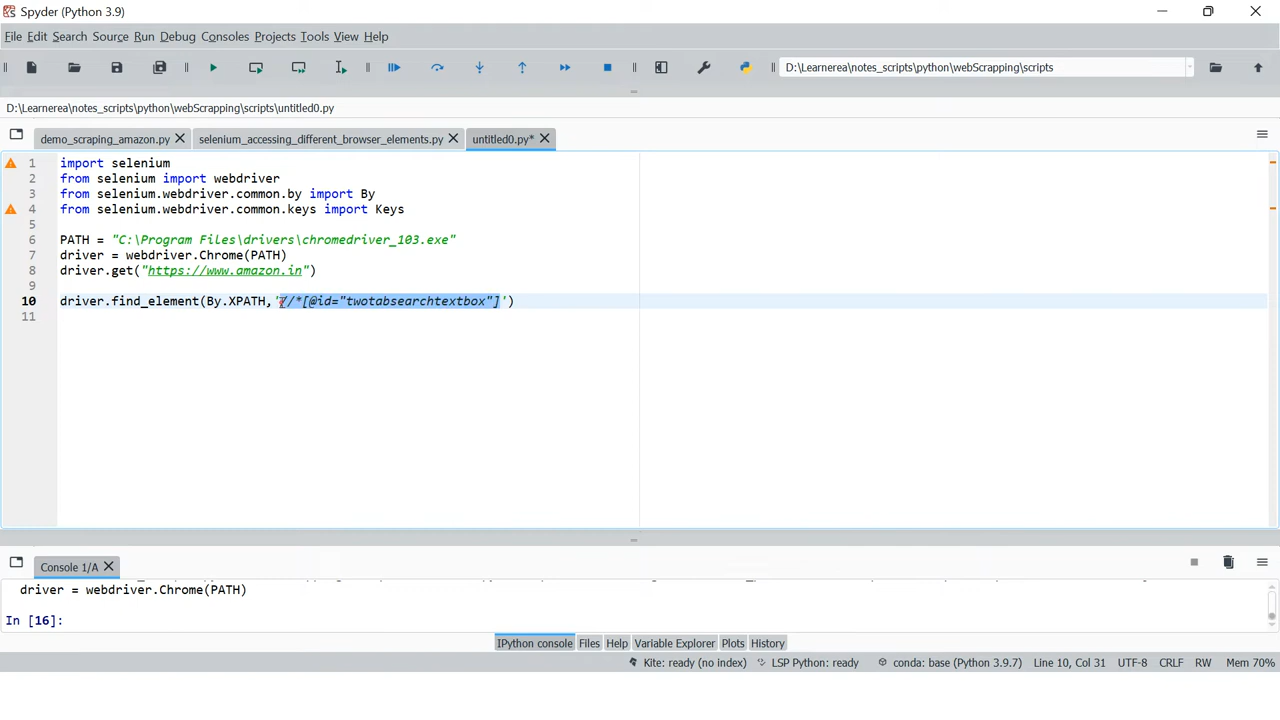 Spyder (Python 3.9)
File Edit Search Source Run Debug Consoles Projects Tools View Help
D:\Learnerea\notes_scripts\python\webScrapping\scripts
D:\Learnerea\notes_scripts\python\webScrapping\scripts\untitled0.py
demo_scraping_amazon.py selenium_accessing_different_browser_elements.py untitled0.py*
1 import selenium
2 from selenium import webdriver
3 from selenium.webdriver.common.by import By
4 from selenium.webdriver.common.keys import Keys
5
6 PATH = "C:\Program Files\drivers\chromedriver_103.exe"
7 driver = webdriver.Chrome(PATH)
8 driver.get("https://www.amazon.in")
9
10 driver.find_element(By.XPATH,'//*[@id="twotabsearchtextbox"]')
11
Console 1/A
driver = webdriver.Chrome(PATH)
In [16]:
IPython console Files Help Variable Explorer Plots History
Kite: ready (no index) LSP Python: ready conda: base (Python 3.9.7) Line 10, Col 31 UTF-8 CRLF RW Mem 70%